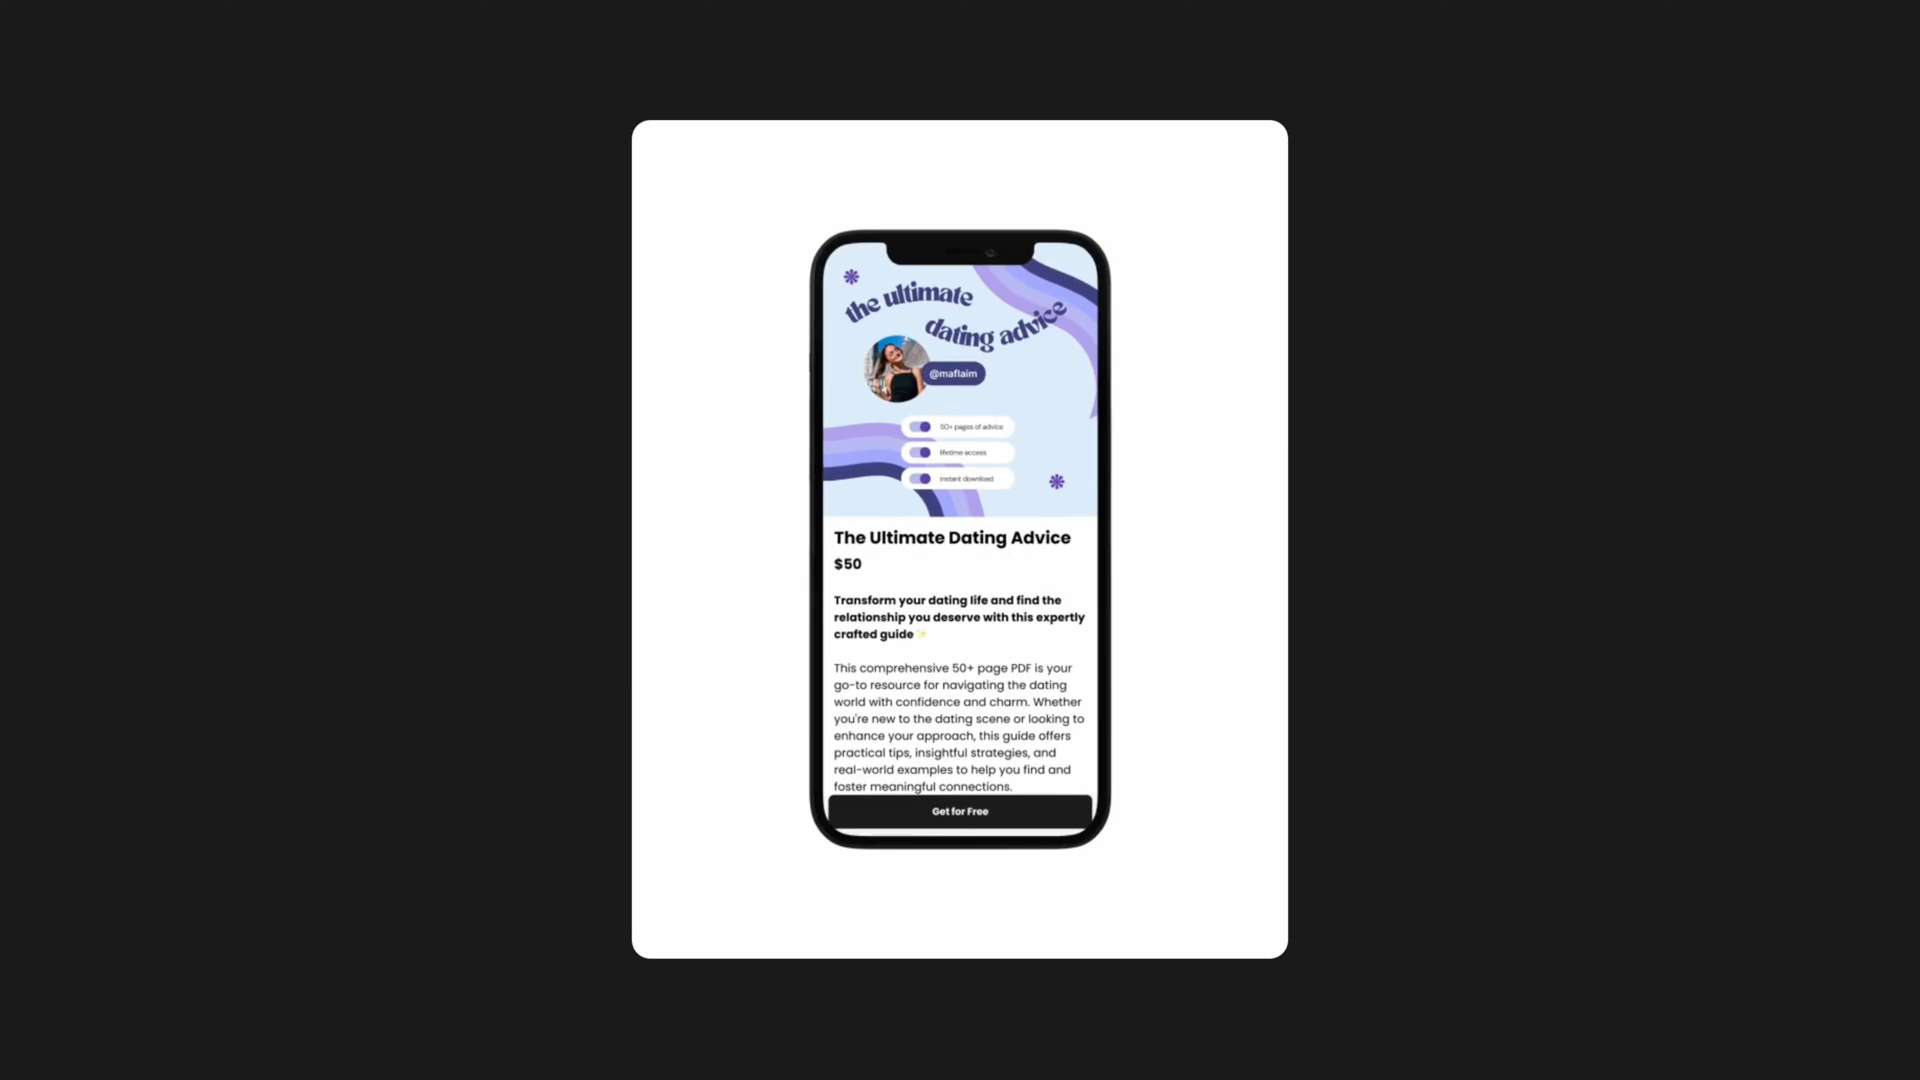 the ultimate
dating advice
@maflaim
50+ pages of advice
lifetime access
instant download
The Ultimate Dating Advice
$50
Transform your dating life and find the
relationship you deserve with this expertly
crafted guide ✨
This comprehensive 50+ page PDF is your
go-to resource for navigating the dating
world with confidence and charm. Whether
you're new to the dating scene or looking to
enhance your approach, this guide offers
practical tips, insightful strategies, and
real-world examples to help you find and
foster meaningful connections.
Get for Free